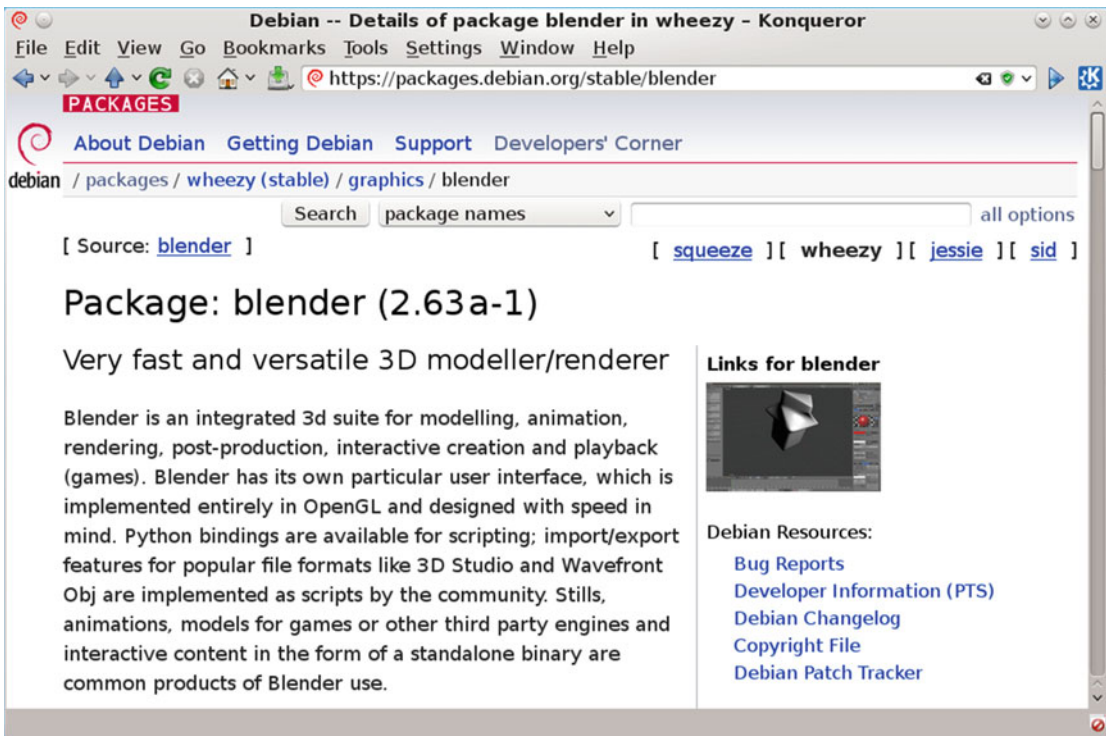 Debian -- Details of package blender in wheezy – Konqueror
File Edit View Go Bookmarks Tools Settings Window Help
https://packages.debian.org/stable/blender
PACKAGES
About Debian Getting Debian Support Developers' Corner
debian / packages / wheezy (stable) / graphics / blender
Search package names all options
[ Source: blender ] [ squeeze ] [ wheezy ] [ jessie ] [ sid ]
Package: blender (2.63a-1)
Very fast and versatile 3D modeller/renderer
Blender is an integrated 3d suite for modelling, animation,
rendering, post-production, interactive creation and playback
(games). Blender has its own particular user interface, which is
implemented entirely in OpenGL and designed with speed in
mind. Python bindings are available for scripting; import/export
features for popular file formats like 3D Studio and Wavefront
Obj are implemented as scripts by the community. Stills,
animations, models for games or other third party engines and
interactive content in the form of a standalone binary are
common products of Blender use.
Links for blender
Debian Resources:
Bug Reports
Developer Information (PTS)
Debian Changelog
Copyright File
Debian Patch Tracker